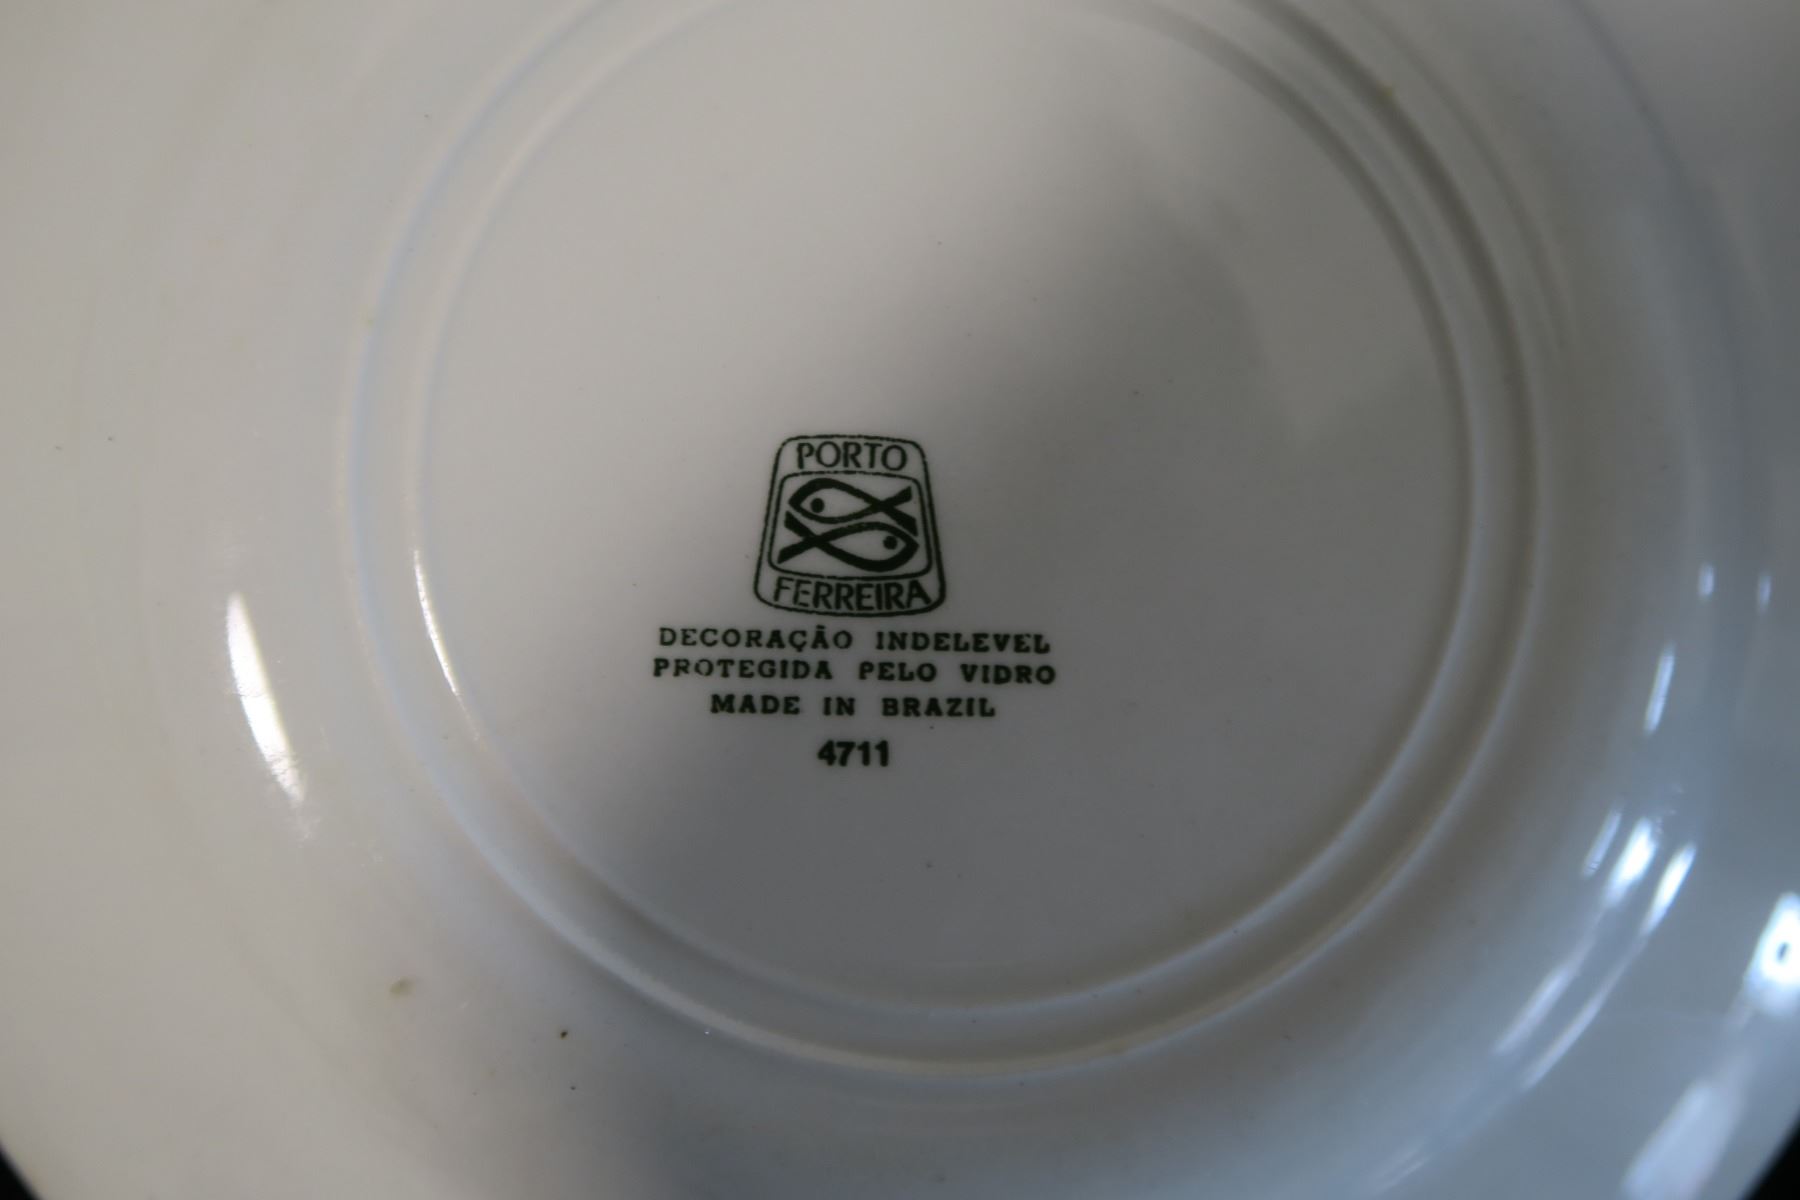 PORTO
FERREIRA
DECORAÇÃO INDELEVEL
PROTEGIDA PELO VIDRO
MADE IN BRAZIL
4711